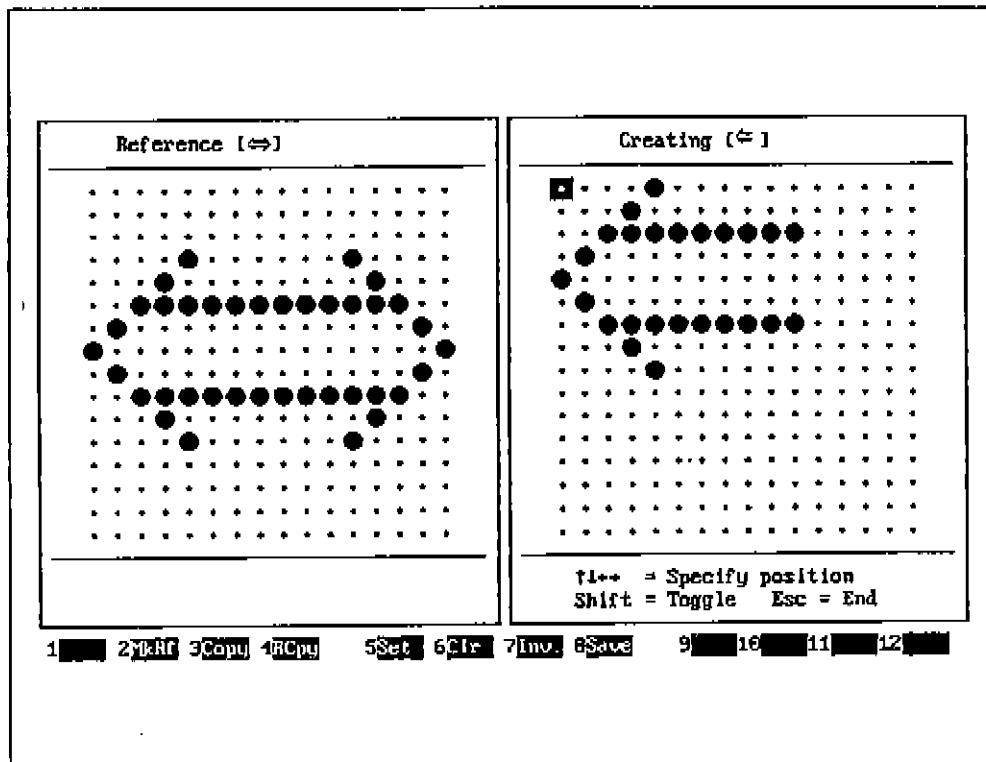 Reference [⇔]
Creating [⇐]
↑↓←→ = Specify position
Shift = Toggle Esc = End
1 2MkRf 3Copy 4RCpy 5Set 6Clr 7Inv. 8Save 9 10 11 12